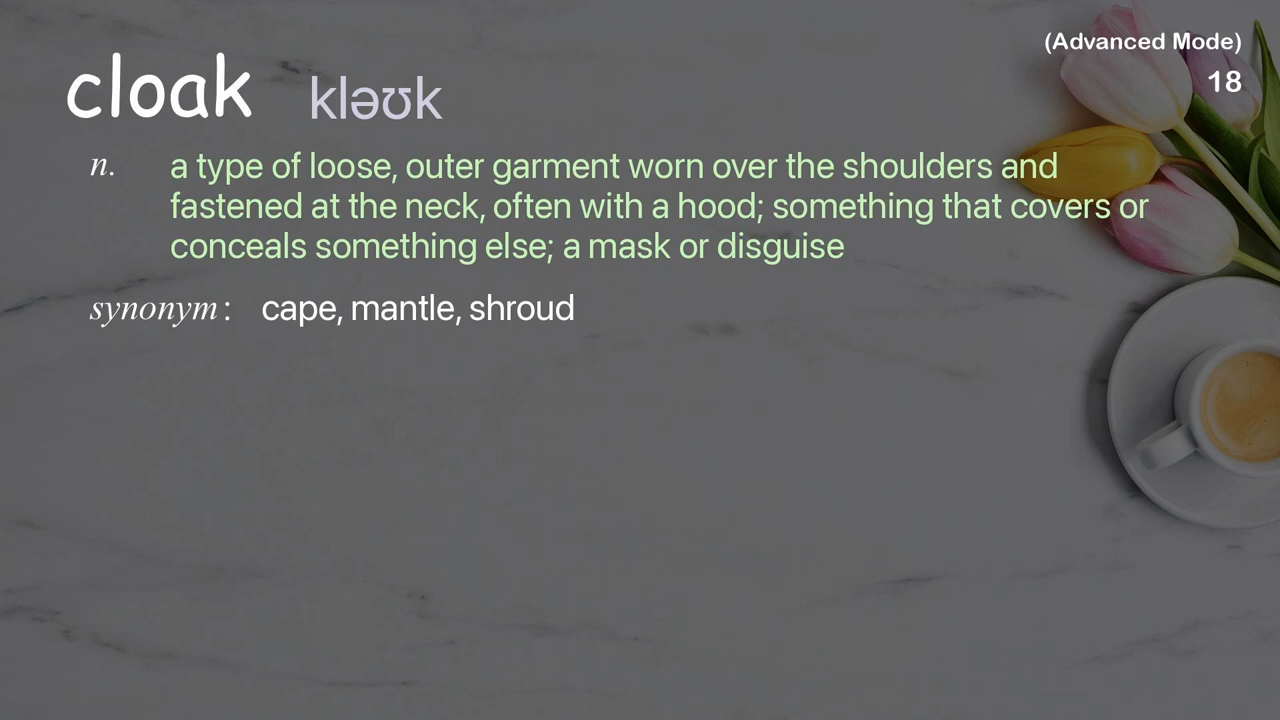 (Advanced Mode)
18
cloak kləʊk
n. a type of loose, outer garment worn over the shoulders and
fastened at the neck, often with a hood; something that covers or
conceals something else; a mask or disguise
synonym: cape, mantle, shroud